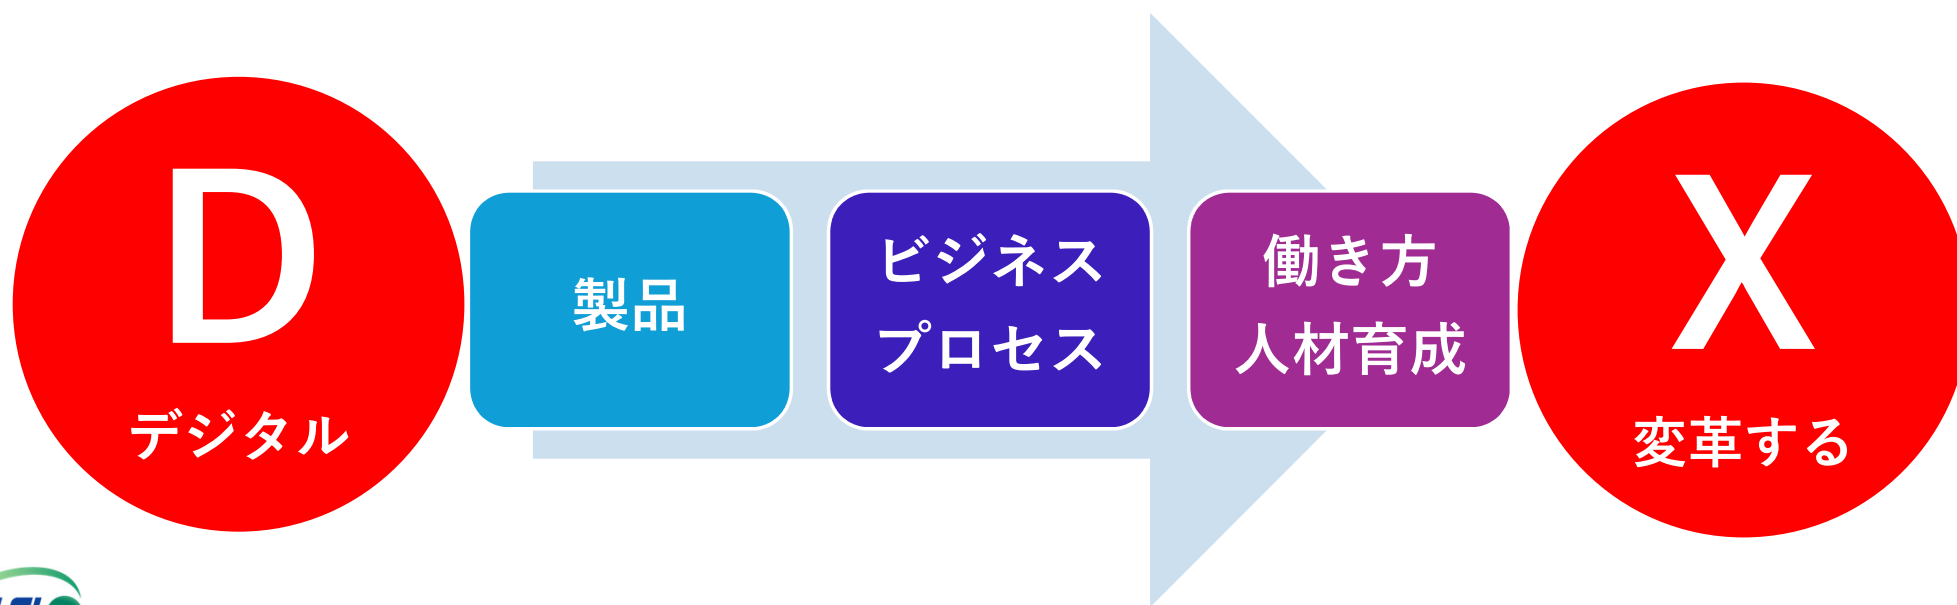 D
デジタル
製品
ビジネス
プロセス
働き方
人材育成
X
変革する